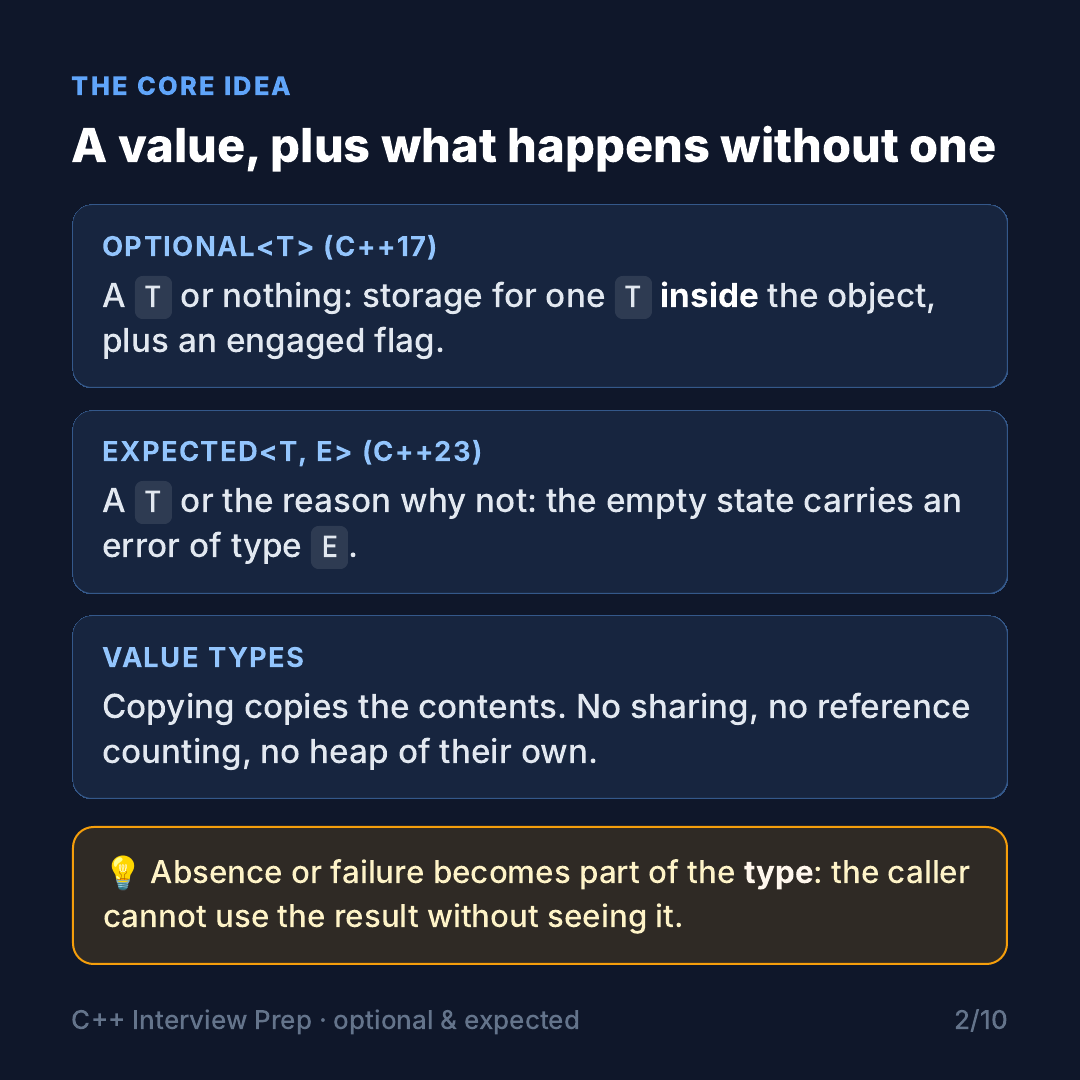 THE CORE IDEA
A value, plus what happens without one
OPTIONAL<T> (C++17)
A T or nothing: storage for one T inside the object,
plus an engaged flag.
EXPECTED<T, E> (C++23)
A T or the reason why not: the empty state carries an
error of type E.
VALUE TYPES
Copying copies the contents. No sharing, no reference
counting, no heap of their own.
💡 Absence or failure becomes part of the type: the caller
cannot use the result without seeing it.
C++ Interview Prep · optional & expected
2/10